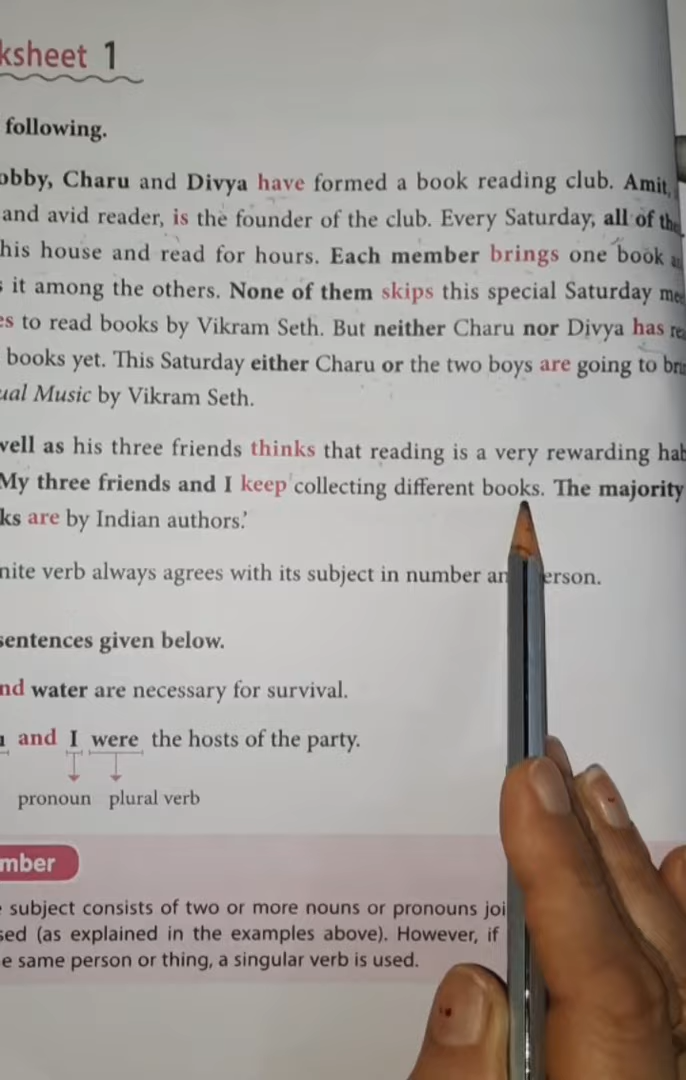 ksheet 1
following.
obby, Charu and Divya have formed a book reading club. Amit,
and avid reader, is the founder of the club. Every Saturday, all of the
his house and read for hours. Each member brings one book
s it among the others. None of them skips this special Saturday
es to read books by Vikram Seth. But neither Charu nor Divya has
books yet. This Saturday either Charu or the two boys are going to
ual Music by Vikram Seth.
well as his three friends thinks that reading is a very rewarding
My three friends and I keep collecting different books. The majority
ks are by Indian authors.'
nite verb always agrees with its subject in number an erson.
sentences given below.
nd water are necessary for survival.
and I were the hosts of the party.
pronoun plural verb
mber
subject consists of two or more nouns or pronouns joi
sed (as explained in the examples above). However, if
e same person or thing, a singular verb is used.